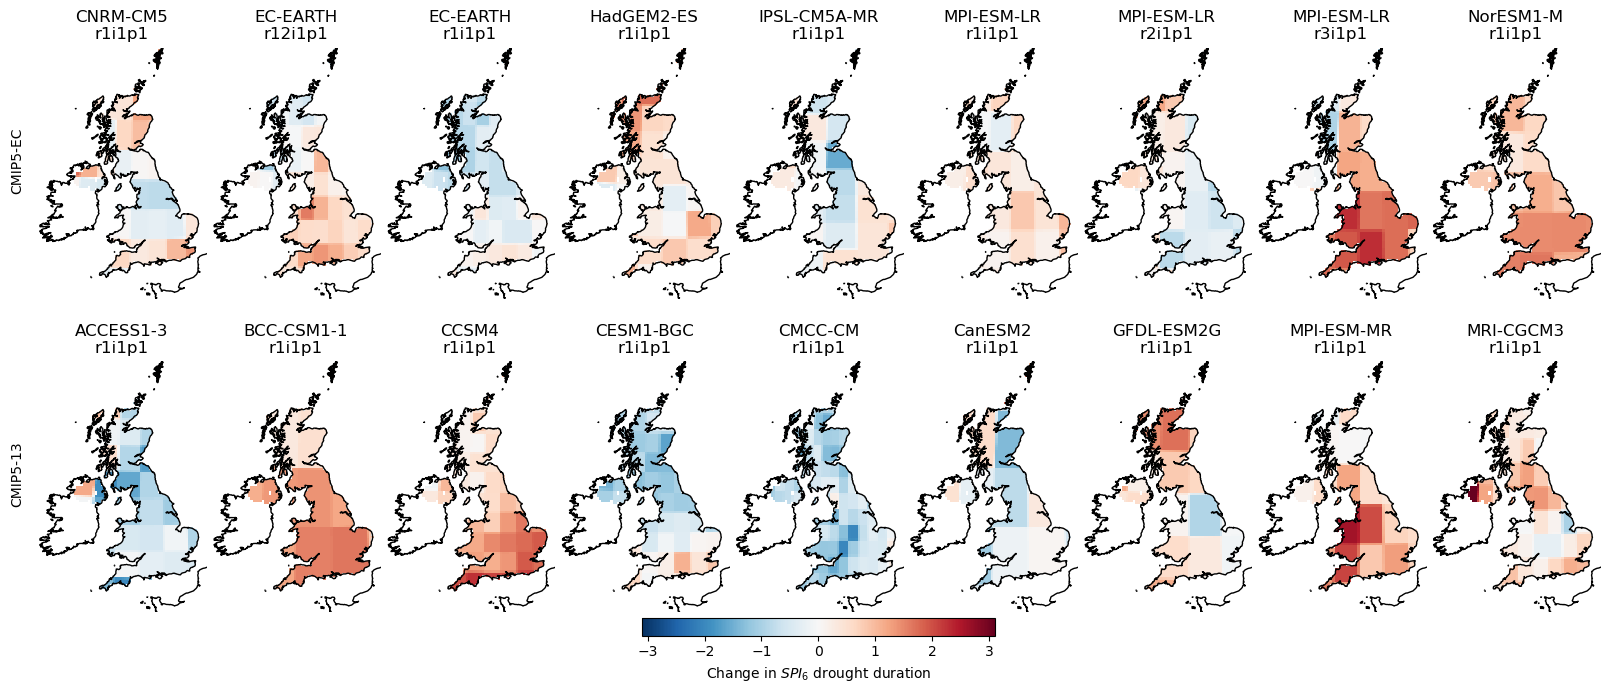 CNRM-CM5 EC-EARTH EC-EARTH HadGEM2-ES IPSL-CM5A-MR MPI-ESM-LR MPI-ESM-LR MPI-ESM-LR NorESM1-M
r1i1p1 r12i1p1 r1i1p1 r1i1p1 r1i1p1 r1i1p1 r2i1p1 r3i1p1 r1i1p1
CMIP5-EC
ACCESS1-3 BCC-CSM1-1 CCSM4 CESM1-BGC CMCC-CM CanESM2 GFDL-ESM2G MPI-ESM-MR MRI-CGCM3
r1i1p1 r1i1p1 r1i1p1 r1i1p1 r1i1p1 r1i1p1 r1i1p1 r1i1p1 r1i1p1
CMIP5-13
−3 −2 −1 0 1 2 3
Change in SPI₆ drought duration